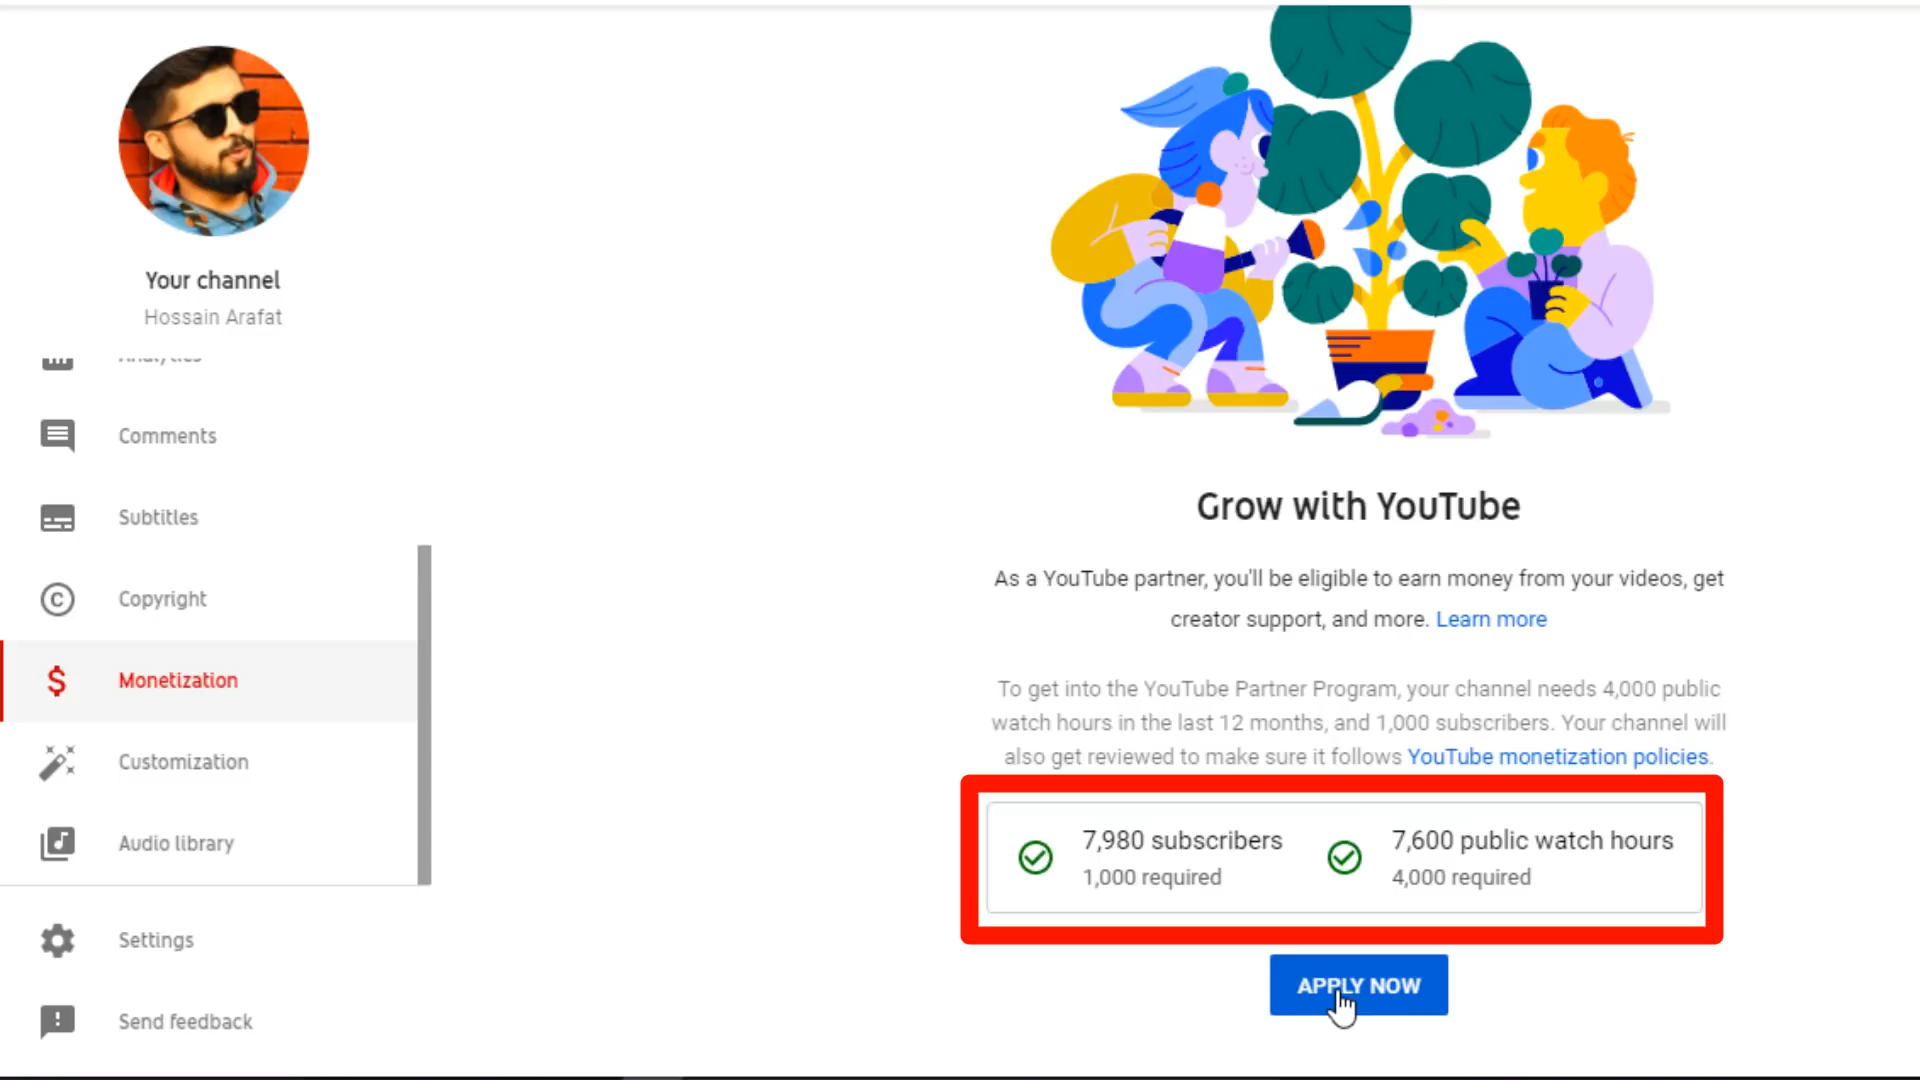 Your channel
Hossain Arafat
Analytics
Comments
Subtitles
Copyright
Monetization
Customization
Audio library
Settings
Send feedback
Grow with YouTube
As a YouTube partner, you'll be eligible to earn money from your videos, get
creator support, and more. Learn more
To get into the YouTube Partner Program, your channel needs 4,000 public
watch hours in the last 12 months, and 1,000 subscribers. Your channel will
also get reviewed to make sure it follows YouTube monetization policies.
7,980 subscribers
1,000 required
7,600 public watch hours
4,000 required
APPLY NOW